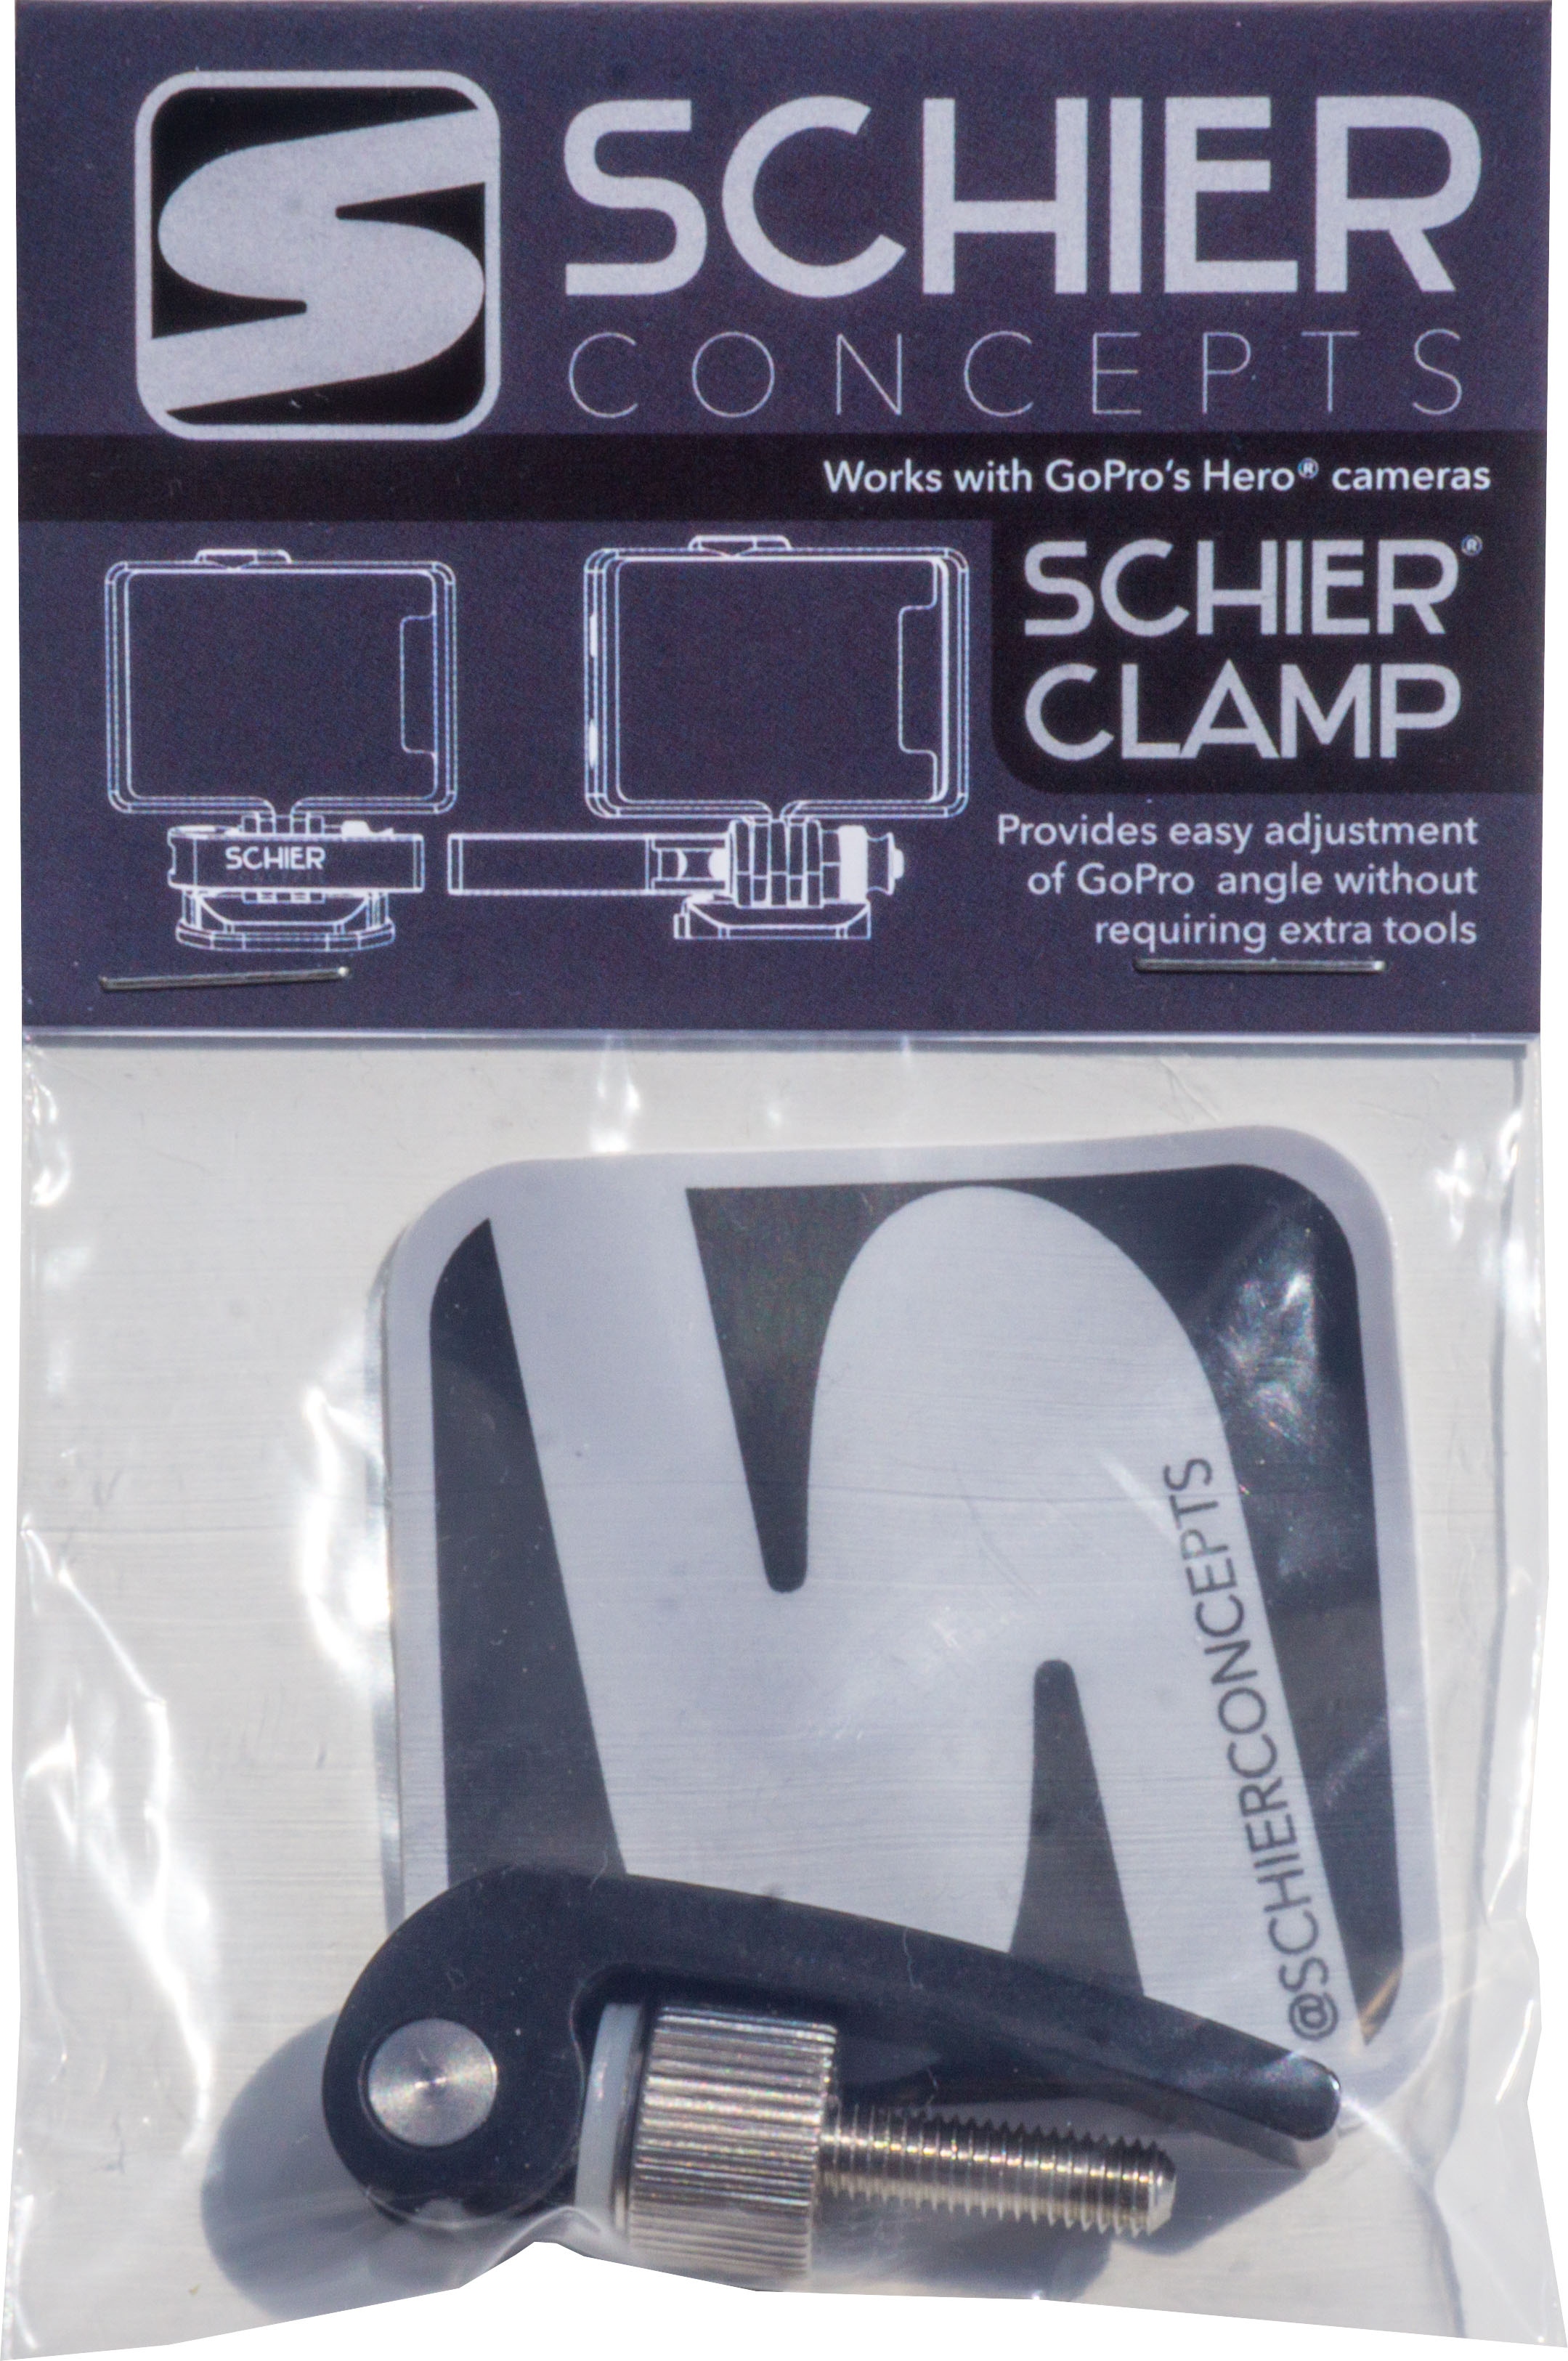 SCHIER
CONCEPTS
Works with GoPro's Hero® cameras
SCHIER®
CLAMP
SCHIER
Provides easy adjustment
of GoPro angle without
requiring extra tools
@SCHIERCONCEPTS